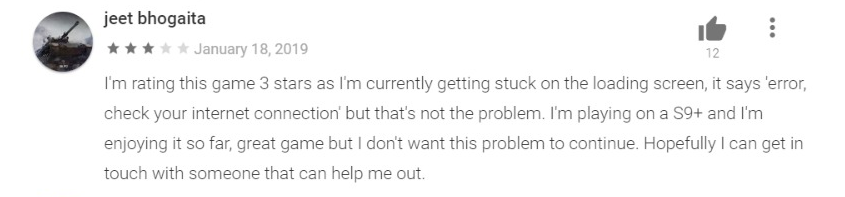 jeet bhogaita
January 18, 2019
12
I'm rating this game 3 stars as I'm currently getting stuck on the loading screen, it says 'error,
check your internet connection' but that's not the problem. I'm playing on a S9+ and I'm
enjoying it so far, great game but I don't want this problem to continue. Hopefully I can get in
touch with someone that can help me out.